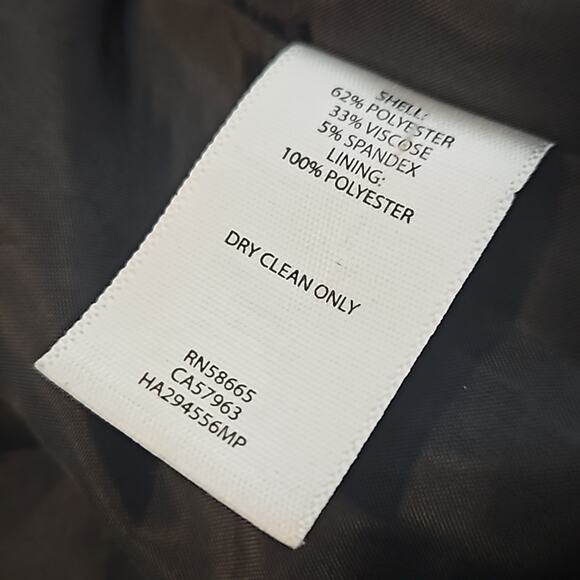 SHELL:
62% POLYESTER
33% VISCOSE
5% SPANDEX
LINING:
100% POLYESTER
DRY CLEAN ONLY
RN58665
CA57963
HA294556MP